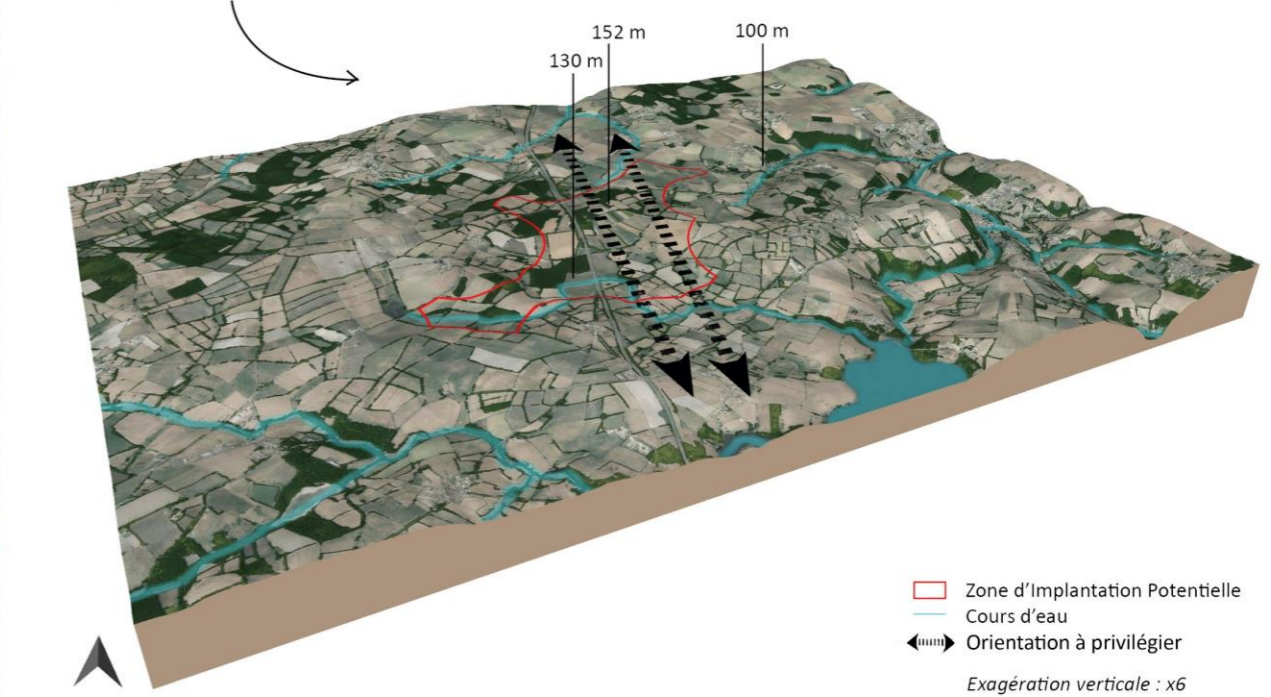 152 m
100 m
130 m
Zone d'Implantation Potentielle
Cours d'eau
Orientation à privilégier
Exagération verticale : x6